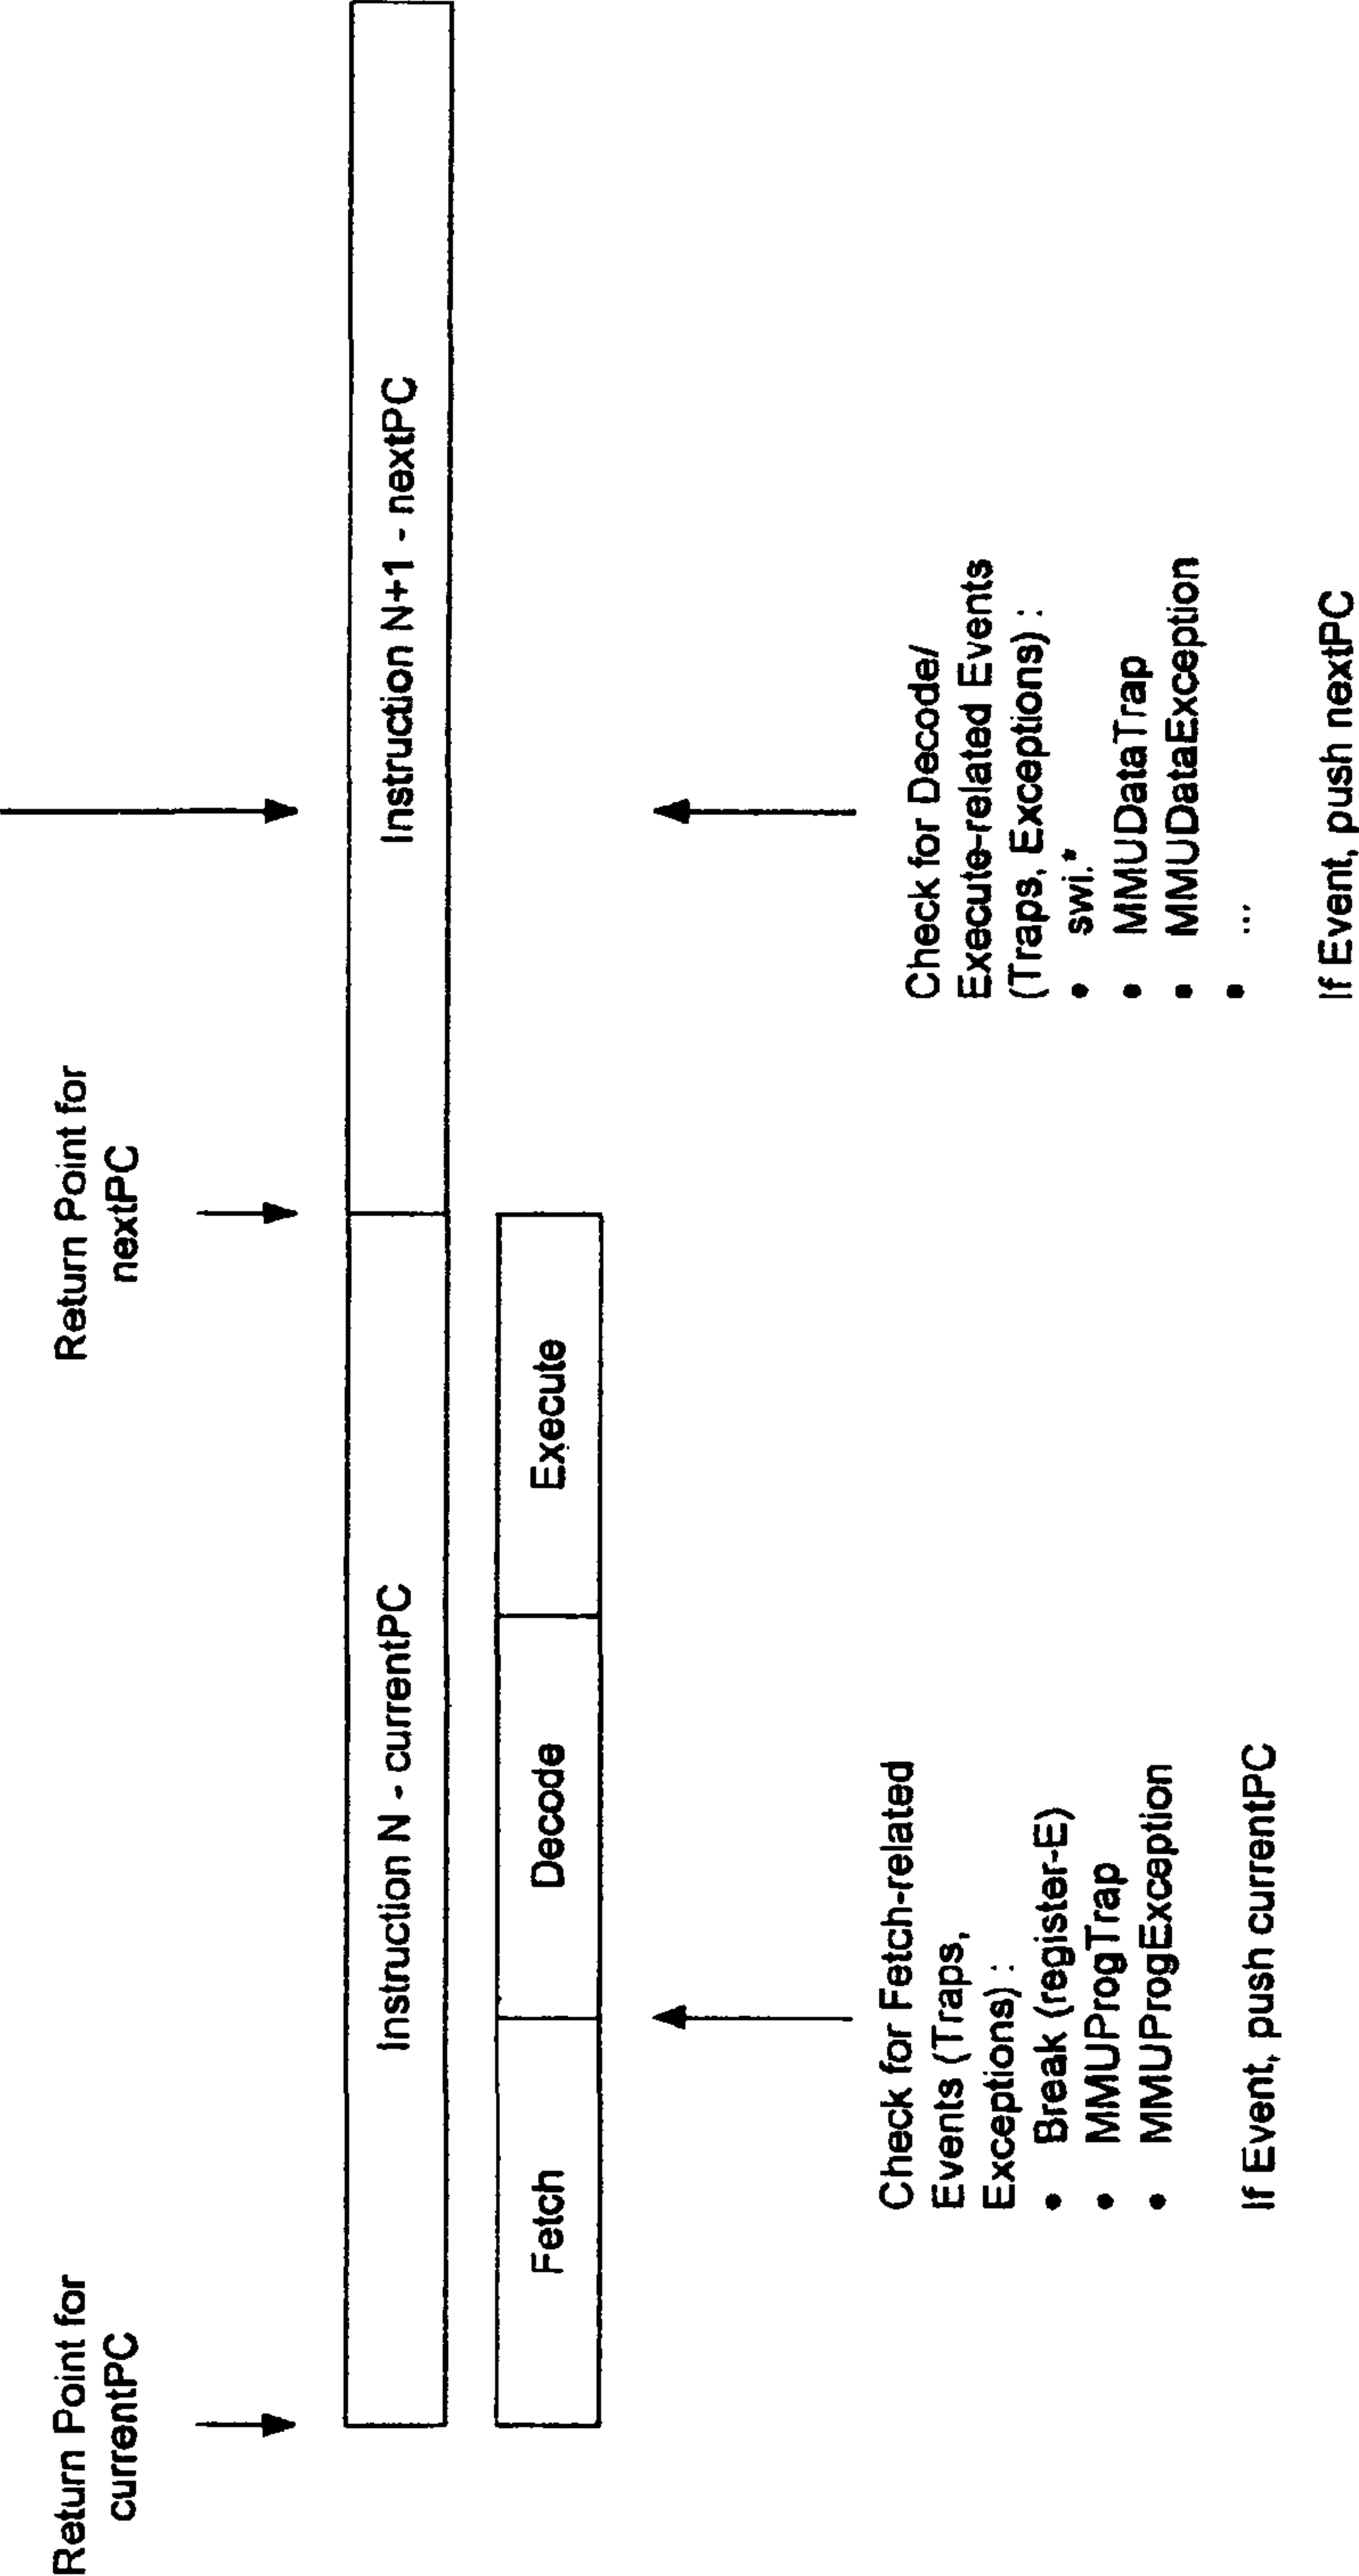 Return Point for
currentPC
Return Point for
nextPC
Instruction N - currentPC
Instruction N+1 - nextPC
Fetch
Decode
Execute
Check for Fetch-related
Events (Traps,
Exceptions) :
• Break (register-E)
• MMUProgTrap
• MMUProgException
If Event, push currentPC
Check for Decode/
Execute-related Events
(Traps, Exceptions) :
• swi.*
• MMUDataTrap
• MMUDataException
• ...
If Event, push nextPC